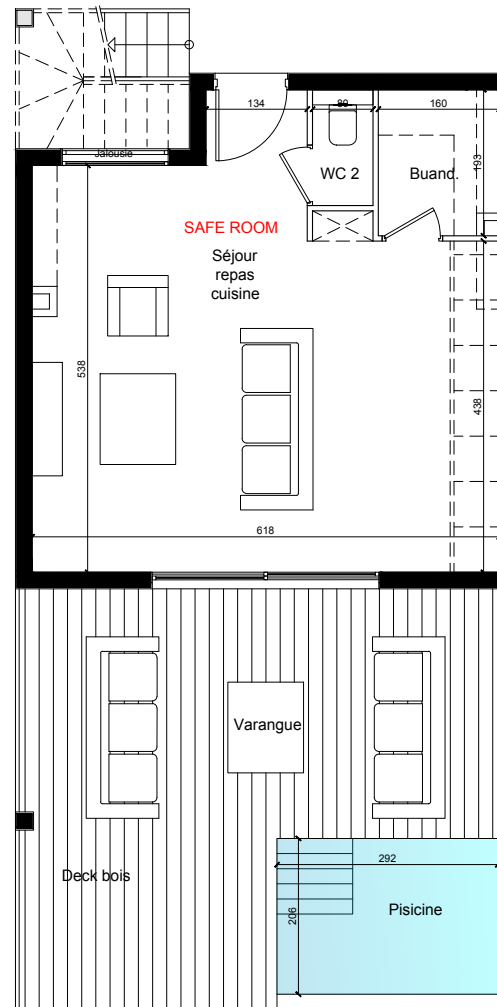 134
80
160
Jalousie
WC 2
Buand.
193
SAFE ROOM
Séjour
repas
cuisine
538
438
618
Varangue
292
Deck bois
206
Pisicine